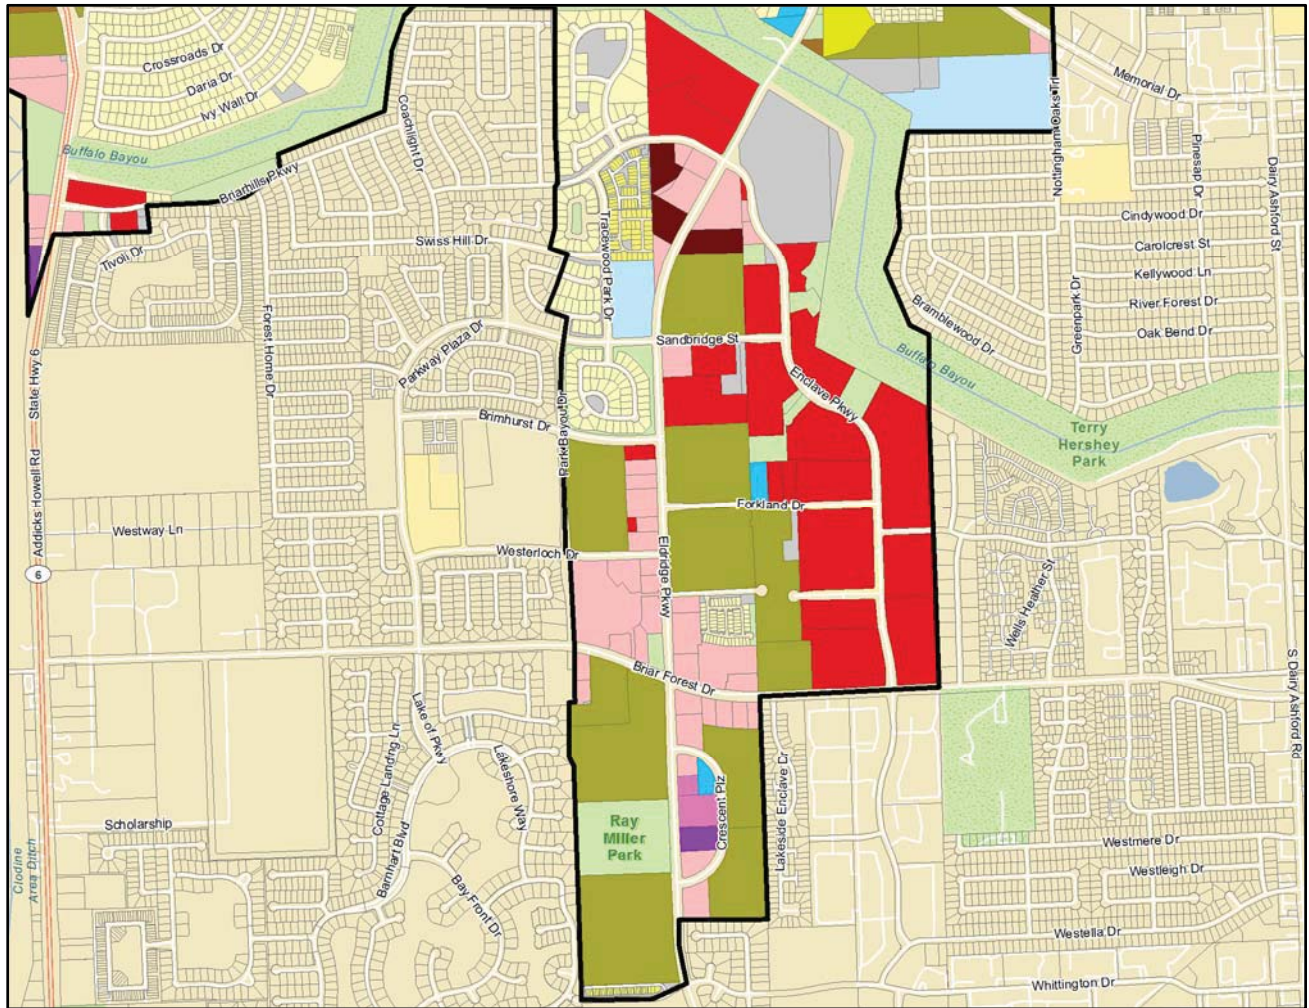 Crossroads Dr
Daria Dr
Ivy Wall Dr
Buffalo Bayou
Briarhills Pkwy
Coachlight Dr
Tivoli Dr
Swiss Hill Dr
Tracewood Park Dr
Memorial Dr
Nottingham Oaks Trl
Pinesap Dr
Dairy Ashford St
Cindywood Dr
Carolcrest St
Kellywood Ln
River Forest Dr
Oak Bend Dr
Greenpark Dr
Bramblewood Dr
State Hwy 6
Addicks Howell Rd
Forest Home Dr
Parkway Plaza Dr
Sandbridge St
Enclave Pkwy
Buffalo Bayou
Brimhurst Dr
Park Bayou Dr
Terry
Hershey
Park
Westway Ln
Forkland Dr
Westerloch Dr
Eldridge Pkwy
6
Wells Heather St
Briar Forest Dr
Lake of Pkwy
Cottage Landng Ln
Lakeshore Way
S Dairy Ashford Rd
Scholarship
Barnhart Blvd
Bay Front Dr
Ray
Miller
Park
Crescent Plz
Lakeside Enclave Dr
Westmere Dr
Westleigh Dr
Westella Dr
Whittington Dr
Clodine
Area Ditch